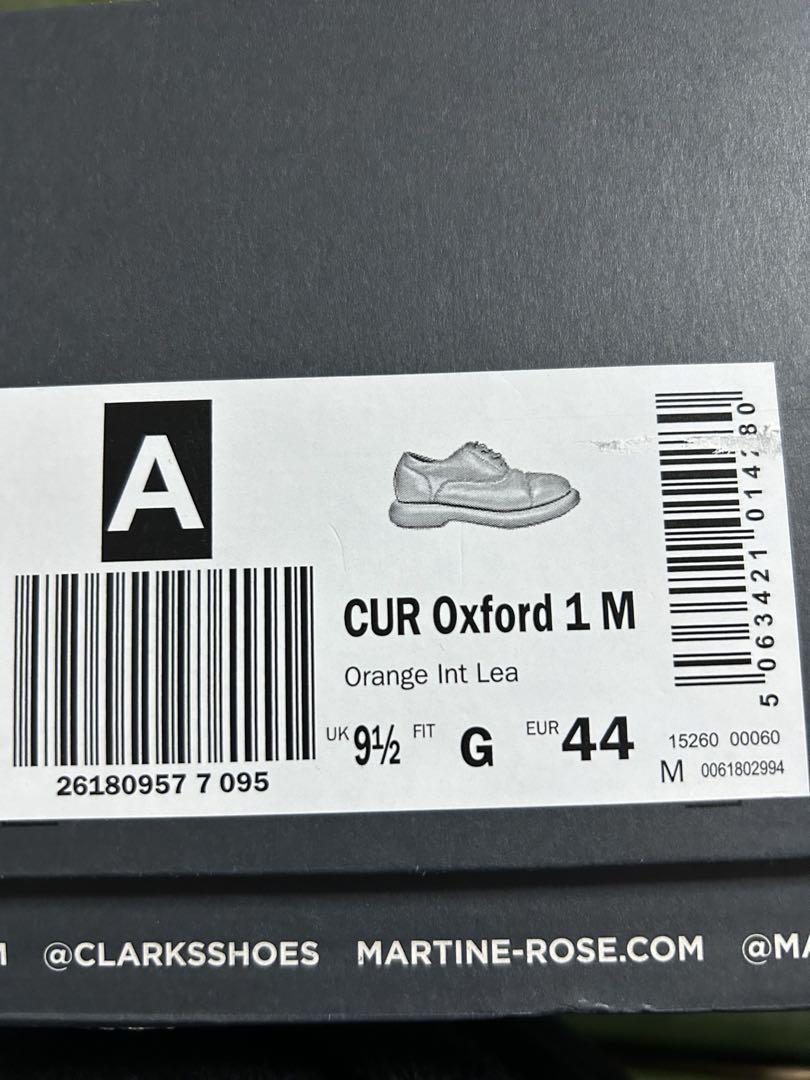 A
26180957 7 095
CUR Oxford 1 M
Orange Int Lea
UK 9½ FIT G EUR 44
15260 00060
M 0061802994
@CLARKSSHOES MARTINE-ROSE.COM